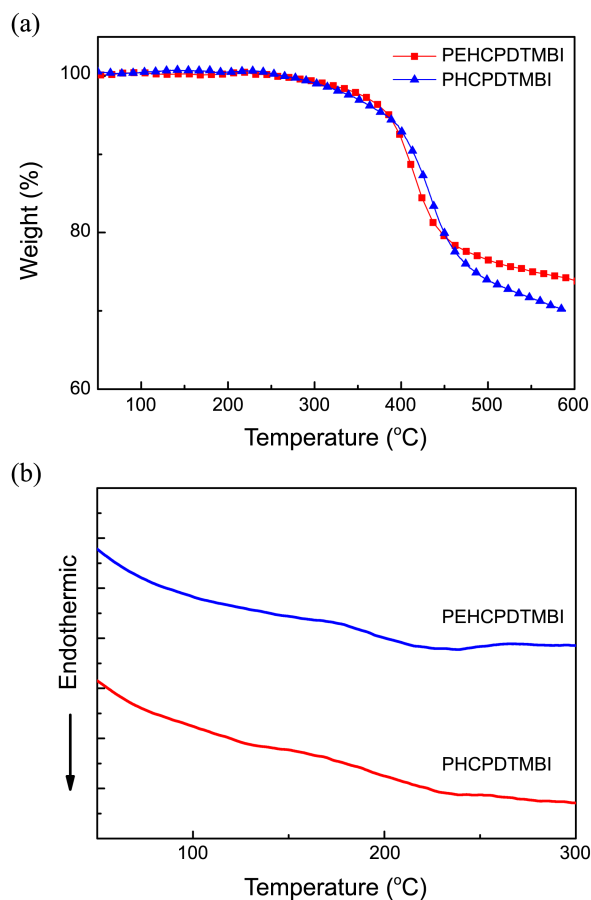 (a)
100
80
60
Weight (%)
PEHCPDTMBI
PHCPDTMBI
100 200 300 400 500 600
Temperature (°C)
(b)
Endothermic
PEHCPDTMBI
PHCPDTMBI
100 200 300
Temperature (°C)